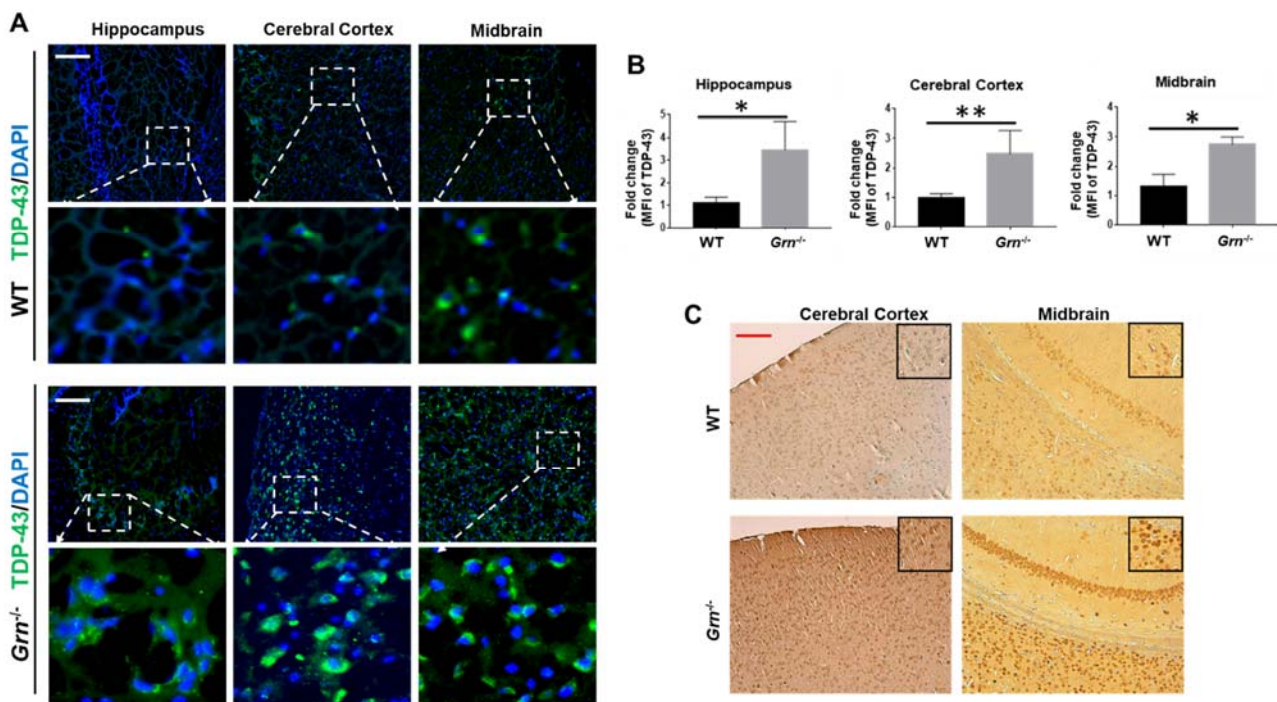 A
Hippocampus
Cerebral Cortex
Midbrain
WT TDP-43/DAPI
Grn-/- TDP-43/DAPI
B
Hippocampus
Fold change
(MFI of TDP-43)
5
4
3
2
1
0
*
WT
Grn-/-
Cerebral Cortex
Fold change
(MFI of TDP-43)
4
3
2
1
0
**
WT
Grn-/-
Midbrain
Fold change
(MFI of TDP-43)
4
3
2
1
0
*
WT
Grn-/-
C
Cerebral Cortex
Midbrain
WT
Grn-/-